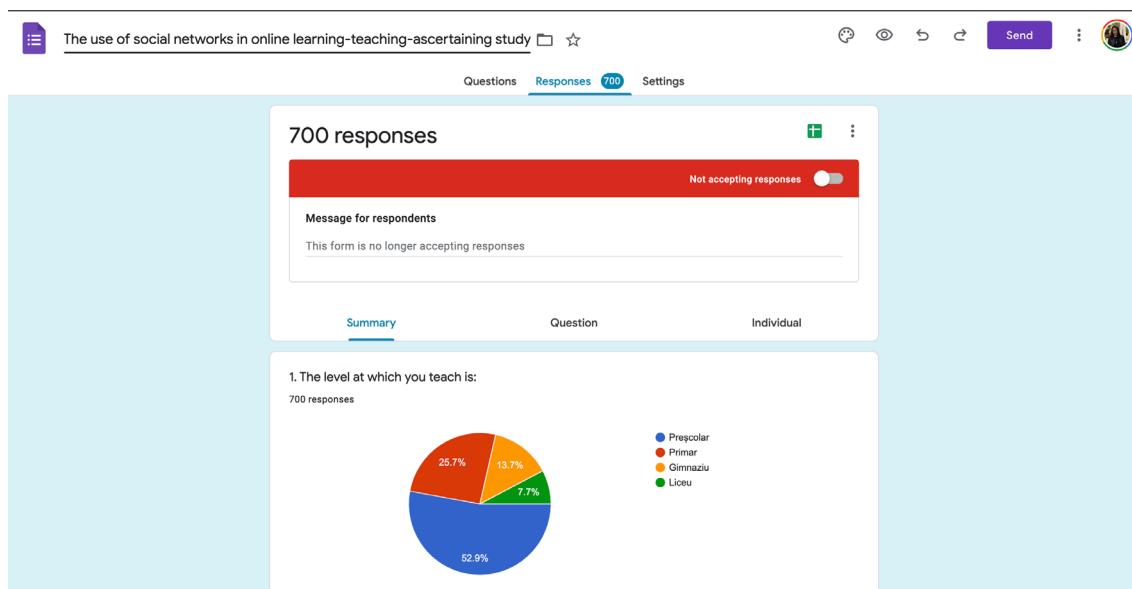 The use of social networks in online learning-teaching-ascertaining study
Send
Questions
Responses 700
Settings
700 responses
Not accepting responses
Message for respondents
This form is no longer accepting responses
Summary
Question
Individual
1. The level at which you teach is:
700 responses
Preșcolar
Primar
Gimnaziu
Liceu
25.7%
13.7%
7.7%
52.9%